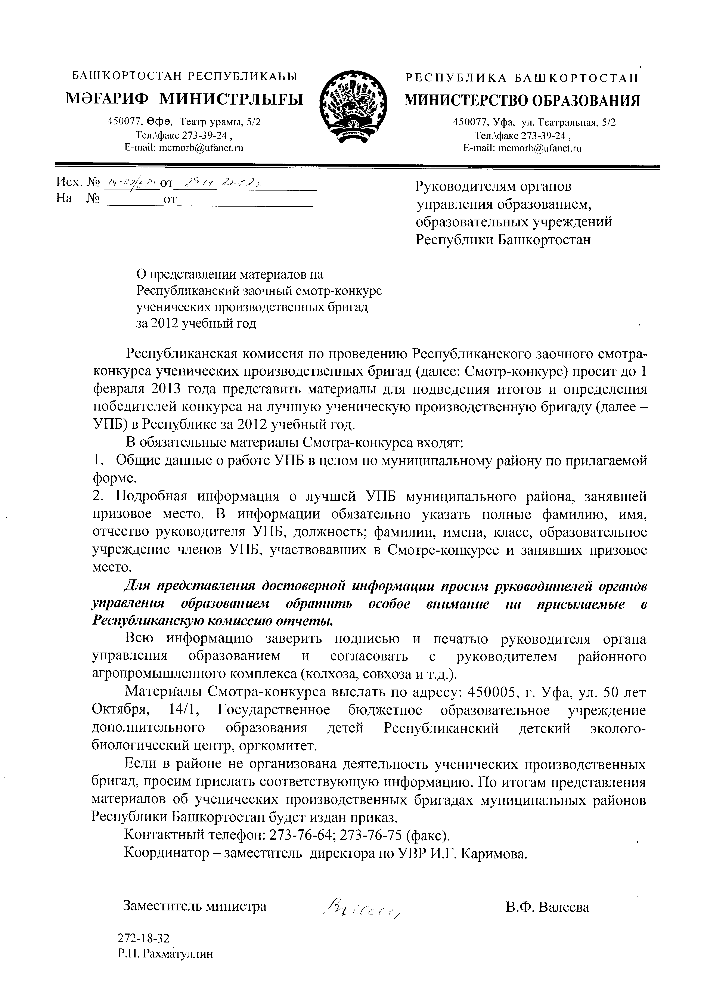 БАШҠОРТОСТАН РЕСПУБЛИКАҺЫ
МӘҒАРИФ МИНИСТРЛЫҒЫ
450077, Өфө, Театр урамы, 5/2
Тел.\факс 273-39-24 ,
E-mail: mcmorb@ufanet.ru
БАШКОРТОСТАН
РЕСПУБЛИКА БАШКОРТОСТАН
МИНИСТЕРСТВО ОБРАЗОВАНИЯ
450077, Уфа, ул. Театральная, 5/2
Тел.\факс 273-39-24 ,
E-mail: mcmorb@ufanet.ru
Исх. № от 29 11 2012 г
На № от
Руководителям органов
управления образованием,
образовательных учреждений
Республики Башкортостан
О представлении материалов на
Республиканский заочный смотр-конкурс
ученических производственных бригад
за 2012 учебный год
Республиканская комиссия по проведению Республиканского заочного смотра-
конкурса ученических производственных бригад (далее: Смотр-конкурс) просит до 1
февраля 2013 года представить материалы для подведения итогов и определения
победителей конкурса на лучшую ученическую производственную бригаду (далее –
УПБ) в Республике за 2012 учебный год.
В обязательные материалы Смотра-конкурса входят:
1. Общие данные о работе УПБ в целом по муниципальному району по прилагаемой
форме.
2. Подробная информация о лучшей УПБ муниципального района, занявшей
призовое место. В информации обязательно указать полные фамилию, имя,
отчество руководителя УПБ, должность; фамилии, имена, класс, образовательное
учреждение членов УПБ, участвовавших в Смотре-конкурсе и занявших призовое
место.
Для представления достоверной информации просим руководителей органов
управления образованием обратить особое внимание на присылаемые в
Республиканскую комиссию отчеты.
Всю информацию заверить подписью и печатью руководителя органа
управления образованием и согласовать с руководителем районного
агропромышленного комплекса (колхоза, совхоза и т.д.).
Материалы Смотра-конкурса выслать по адресу: 450005, г. Уфа, ул. 50 лет
Октября, 14/1, Государственное бюджетное образовательное учреждение
дополнительного образования детей Республиканский детский эколого-
биологический центр, оргкомитет.
Если в районе не организована деятельность ученических производственных
бригад, просим прислать соответствующую информацию. По итогам представления
материалов об ученических производственных бригадах муниципальных районов
Республики Башкортостан будет издан приказ.
Контактный телефон: 273-76-64; 273-76-75 (факс).
Координатор – заместитель директора по УВР И.Г. Каримова.
Заместитель министра В.Ф. Валеева
272-18-32
Р.Н. Рахматуллин